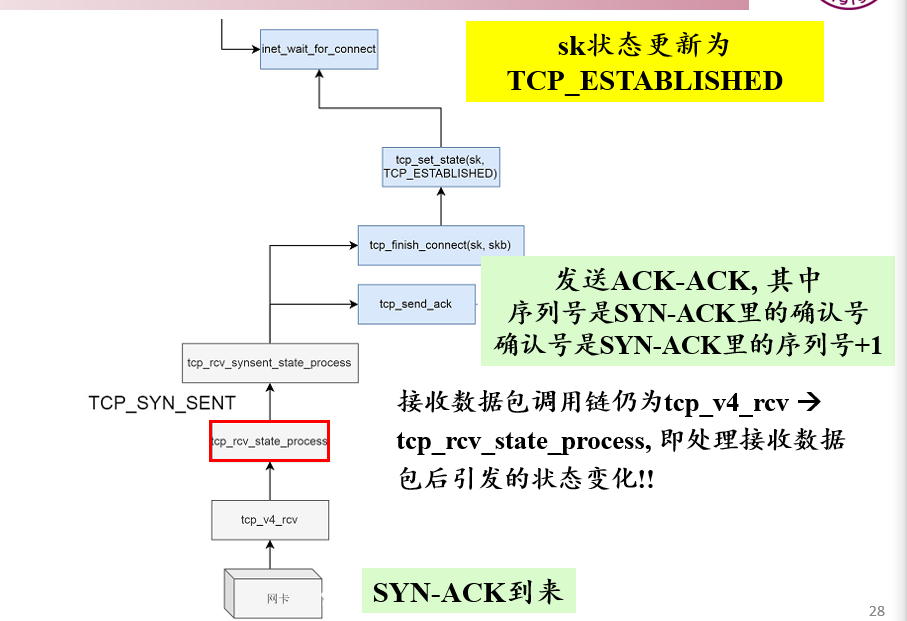 inet_wait_for_connect
sk状态更新为
TCP_ESTABLISHED
tcp_set_state(sk,
TCP_ESTABLISHED)
tcp_finish_connect(sk, skb)
发送ACK-ACK, 其中
序列号是SYN-ACK里的确认号
确认号是SYN-ACK里的序列号+1
tcp_send_ack
tcp_rcv_synsent_state_process
TCP_SYN_SENT
接收数据包调用链仍为tcp_v4_rcv →
tcp_rcv_state_process, 即处理接收数据
包后引发的状态变化!!
tcp_rcv_state_process
tcp_v4_rcv
网卡
SYN-ACK到来
28